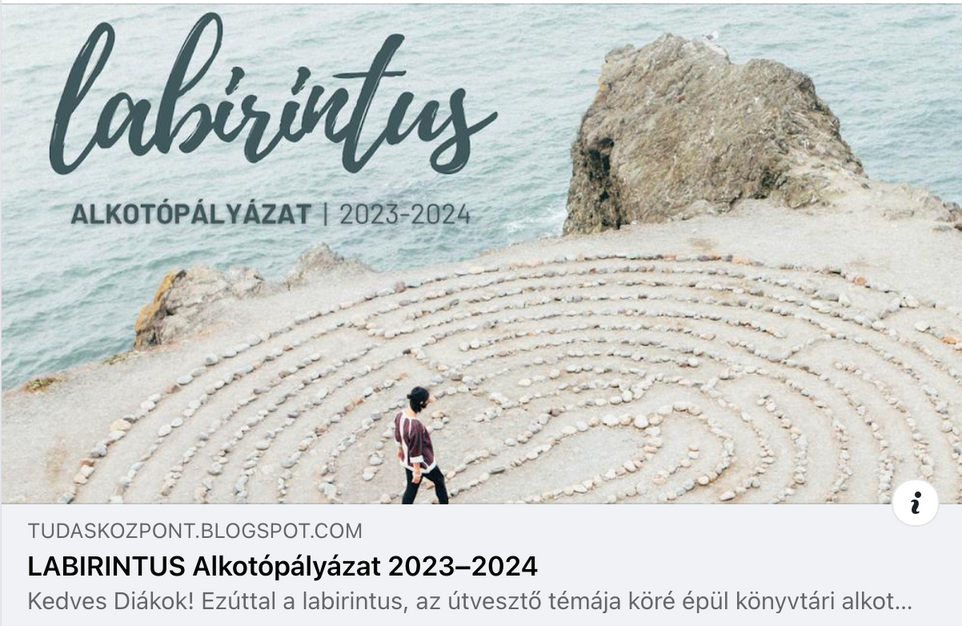 labirintus
ALKOTÓPÁLYÁZAT | 2023-2024
i
TUDASKOZPONT.BLOGSPOT.COM
LABIRINTUS Alkotópályázat 2023–2024
Kedves Diákok! Ezúttal a labirintus, az útvesztő témája köré épül könyvtári alkot...